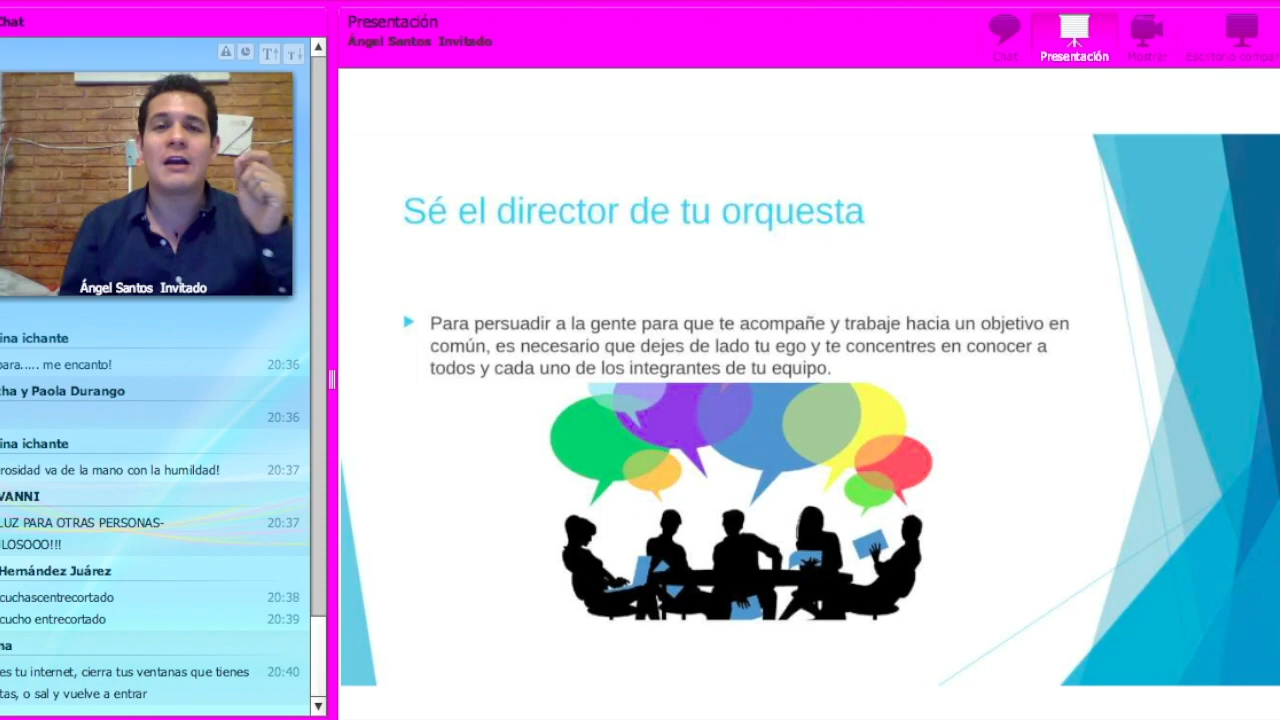 Chat
Ángel Santos Invitado
ina ichante
para..... me encanto! 20:36
ha y Paola Durango
20:36
ina ichante
rosidad va de la mano con la humildad! 20:37
VANNI
LUZ PARA OTRAS PERSONAS- 20:37
LOSOOO!!!
Hernández Juárez
cuchascentrecortado 20:38
cucho entrecortado 20:39
na
es tu internet, cierra tus ventanas que tienes 20:40
tas, o sal y vuelve a entrar
Presentación
Ángel Santos Invitado
Chat Presentación Mostrar Escritorio compar
Sé el director de tu orquesta
Para persuadir a la gente para que te acompañe y trabaje hacia un objetivo en
común, es necesario que dejes de lado tu ego y te concentres en conocer a
todos y cada uno de los integrantes de tu equipo.